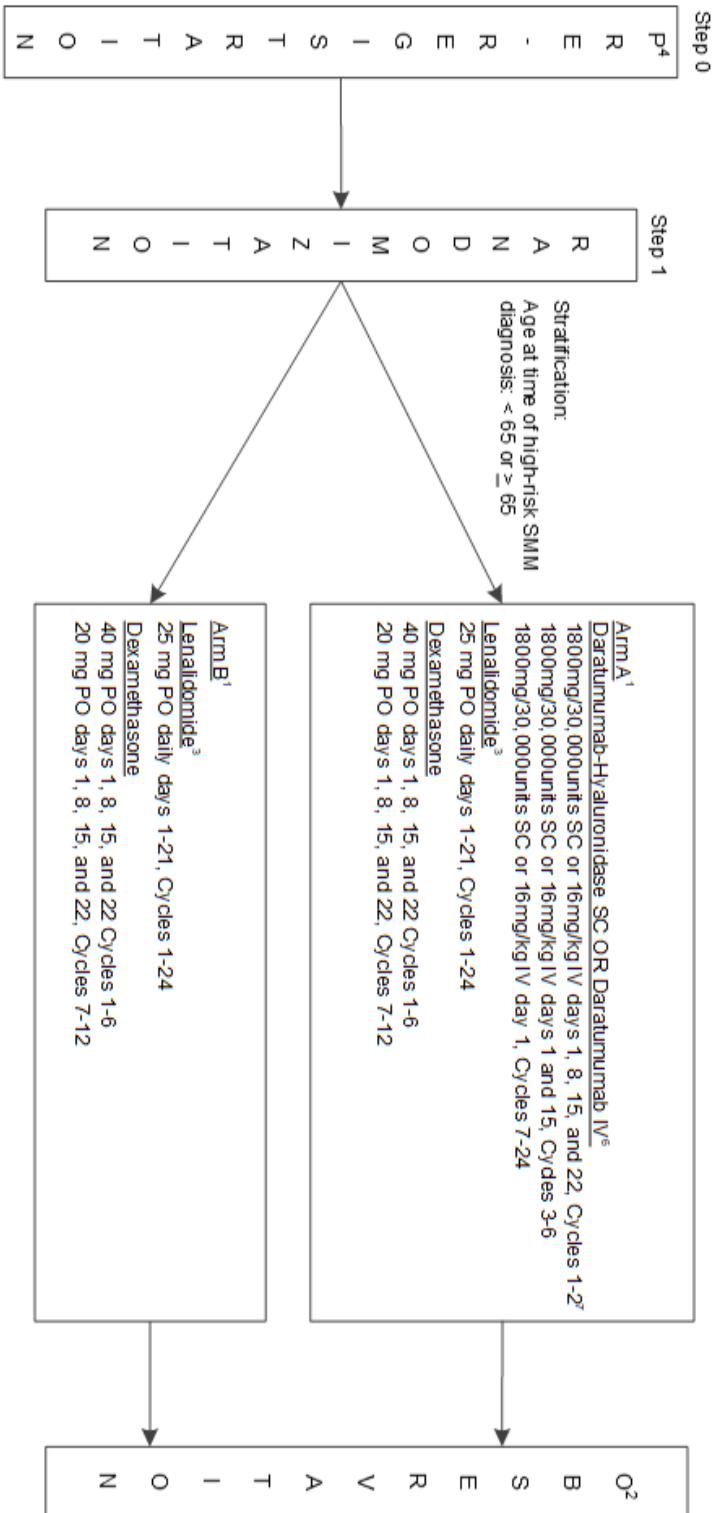 Step 0
P⁴ R E - R E G I S T R A T I O N
Step 1
R A N D O M I Z A T I O N
Stratification:
Age at time of high-risk SMM
diagnosis: < 65 or ≥ 65
Arm A¹
Daratumumab-Hyaluronidase SC OR Daratumumab IV⁶
1800mg/30,000units SC or 16mg/kg IV days 1, 8, 15, and 22, Cycles 1-2⁷
1800mg/30,000units SC or 16mg/kg IV days 1 and 15, Cycles 3-6
1800mg/30,000units SC or 16mg/kg IV day 1, Cycles 7-24
Lenalidomide³
25 mg PO daily days 1-21, Cycles 1-24
Dexamethasone
40 mg PO days 1, 8, 15, and 22 Cycles 1-6
20 mg PO days 1, 8, 15, and 22, Cycles 7-12
Arm B¹
Lenalidomide³
25 mg PO daily days 1-21, Cycles 1-24
Dexamethasone
40 mg PO days 1, 8, 15, and 22 Cycles 1-6
20 mg PO days 1, 8, 15, and 22, Cycles 7-12
O² B S E R V A T I O N